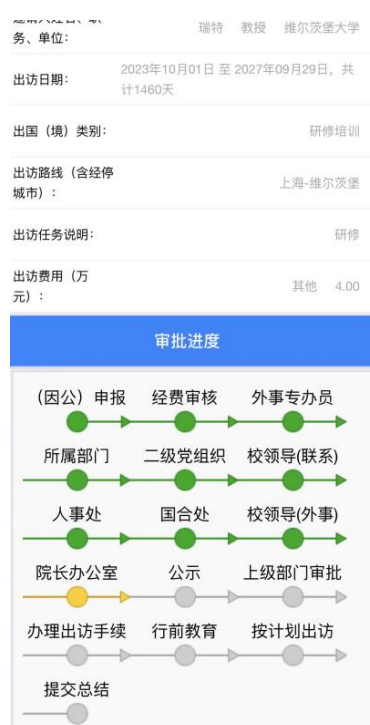 务、单位:
瑞特 教授 维尔茨堡大学
出访日期:
2023年10月01日 至 2027年09月29日，共
计1460天
出国（境）类别:
研修培训
出访路线（含经停
城市）:
上海-维尔茨堡
出访任务说明:
研修
出访费用（万
元）:
其他 4.00
审批进度
（因公）申报 经费审核 外事专办员
所属部门 二级党组织 校领导(联系)
人事处 国合处 校领导(外事)
院长办公室 公示 上级部门审批
办理出访手续 行前教育 按计划出访
提交总结